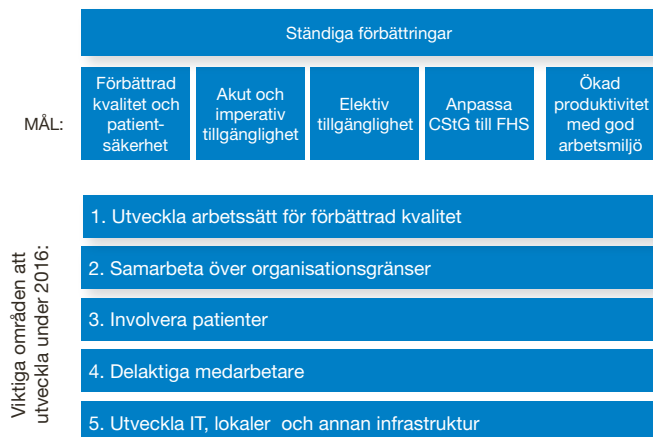 Ständiga förbättringar
MÅL:
Förbättrad
kvalitet och
patient-
säkerhet
Akut och
imperativ
tillgänglighet
Elektiv
tillgänglighet
Anpassa
CStG till FHS
Ökad
produktivitet
med god
arbetsmiljö
Viktiga områden att
utveckla under 2016:
1. Utveckla arbetssätt för förbättrad kvalitet
2. Samarbeta över organisationsgränser
3. Involvera patienter
4. Delaktiga medarbetare
5. Utveckla IT, lokaler och annan infrastruktur